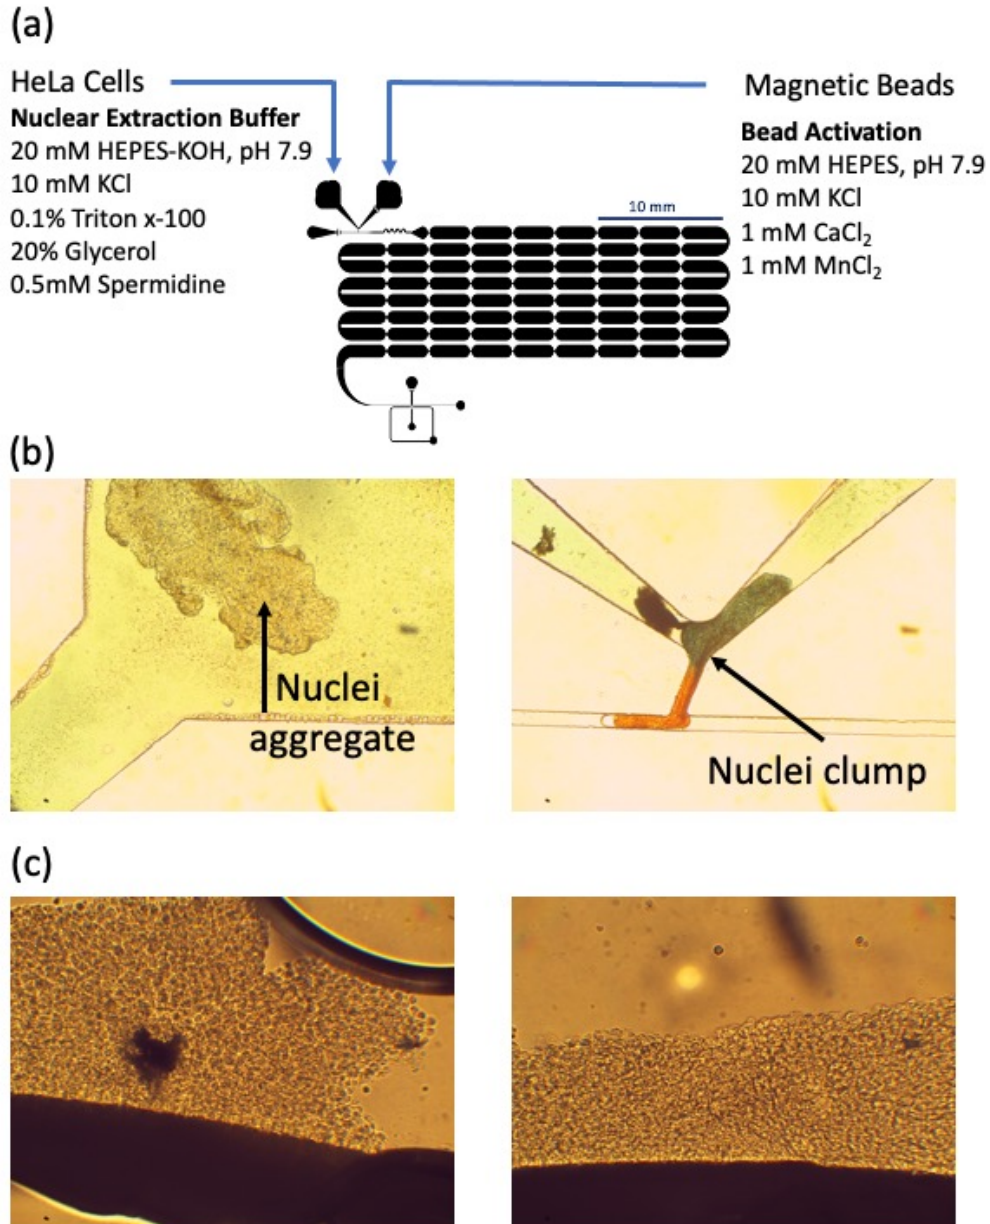 (a)
HeLa Cells
Nuclear Extraction Buffer
20 mM HEPES-KOH, pH 7.9
10 mM KCl
0.1% Triton x-100
20% Glycerol
0.5mM Spermidine
Magnetic Beads
Bead Activation
20 mM HEPES, pH 7.9
10 mM KCl
1 mM CaCl₂
1 mM MnCl₂
10 mm
(b)
Nuclei
aggregate
Nuclei clump
(c)